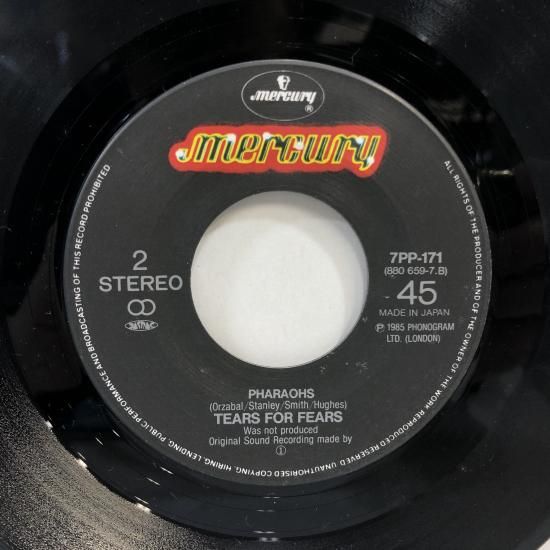 mercury
®
mercury
2
STEREO
JASRAC
7PP-171
(880 659-7.B)
45
MADE IN JAPAN
Ⓟ 1985 PHONOGRAM
LTD. (LONDON)
PHARAOHS
(Orzabal/Stanley/Smith/Hughes)
TEARS FOR FEARS
Was not produced
Original Sound Recording made by
①
ALL RIGHTS OF THE PRODUCER AND OF THE OWNER OF THE WORK REPRODUCED RESERVED UNAUTHORISED COPYING, HIRING, LENDING, PUBLIC PERFORMANCE AND BROADCASTING OF THIS RECORD PROHIBITED